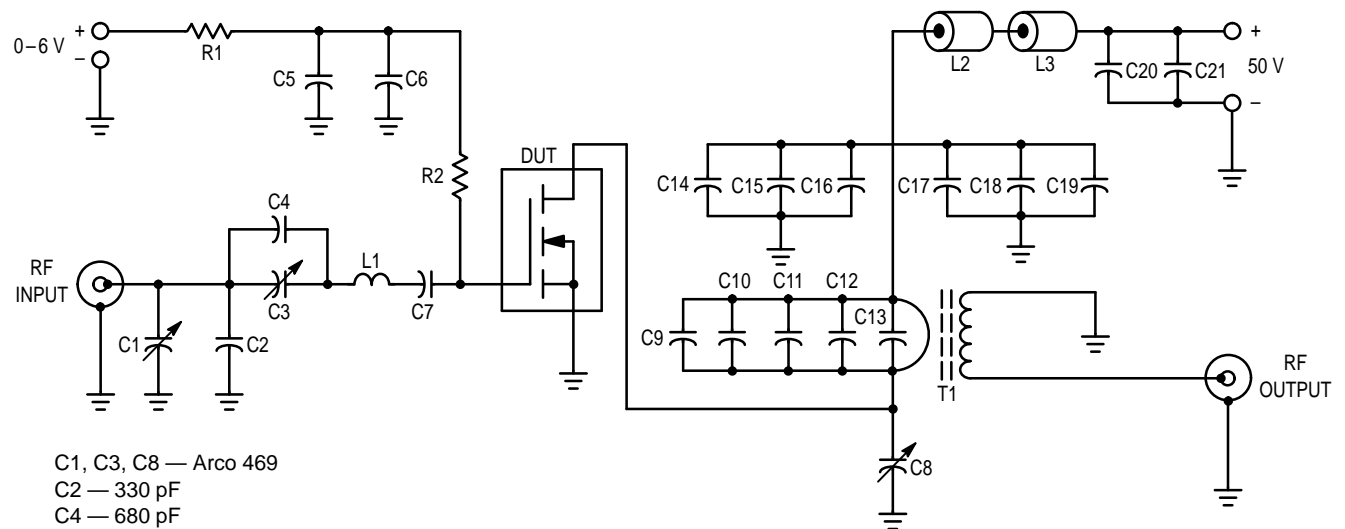 0–6 V
+
–
R1
C5
C6
R2
DUT
C4
L1
C3
C7
RF
INPUT
C1
C2
L2
L3
C20
C21
+
50 V
–
C14
C15
C16
C17
C18
C19
C9
C10
C11
C12
C13
T1
C8
RF
OUTPUT
C1, C3, C8 — Arco 469
C2 — 330 pF
C4 — 680 pF